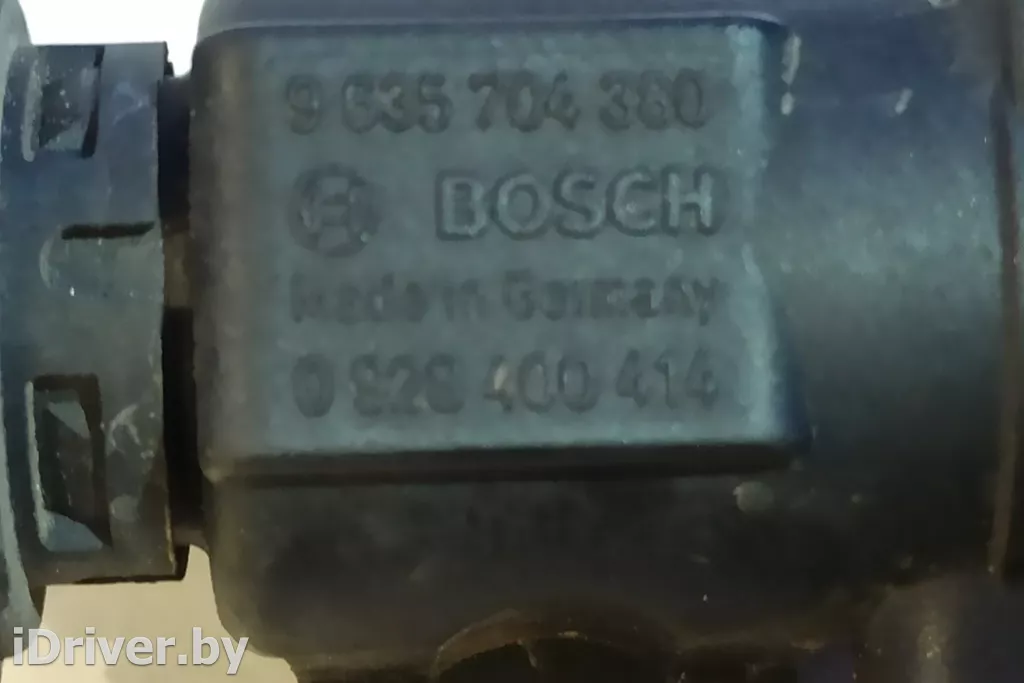 9 635 704 380
BOSCH
Made in Germany
0 928 400 414
iDriver.by